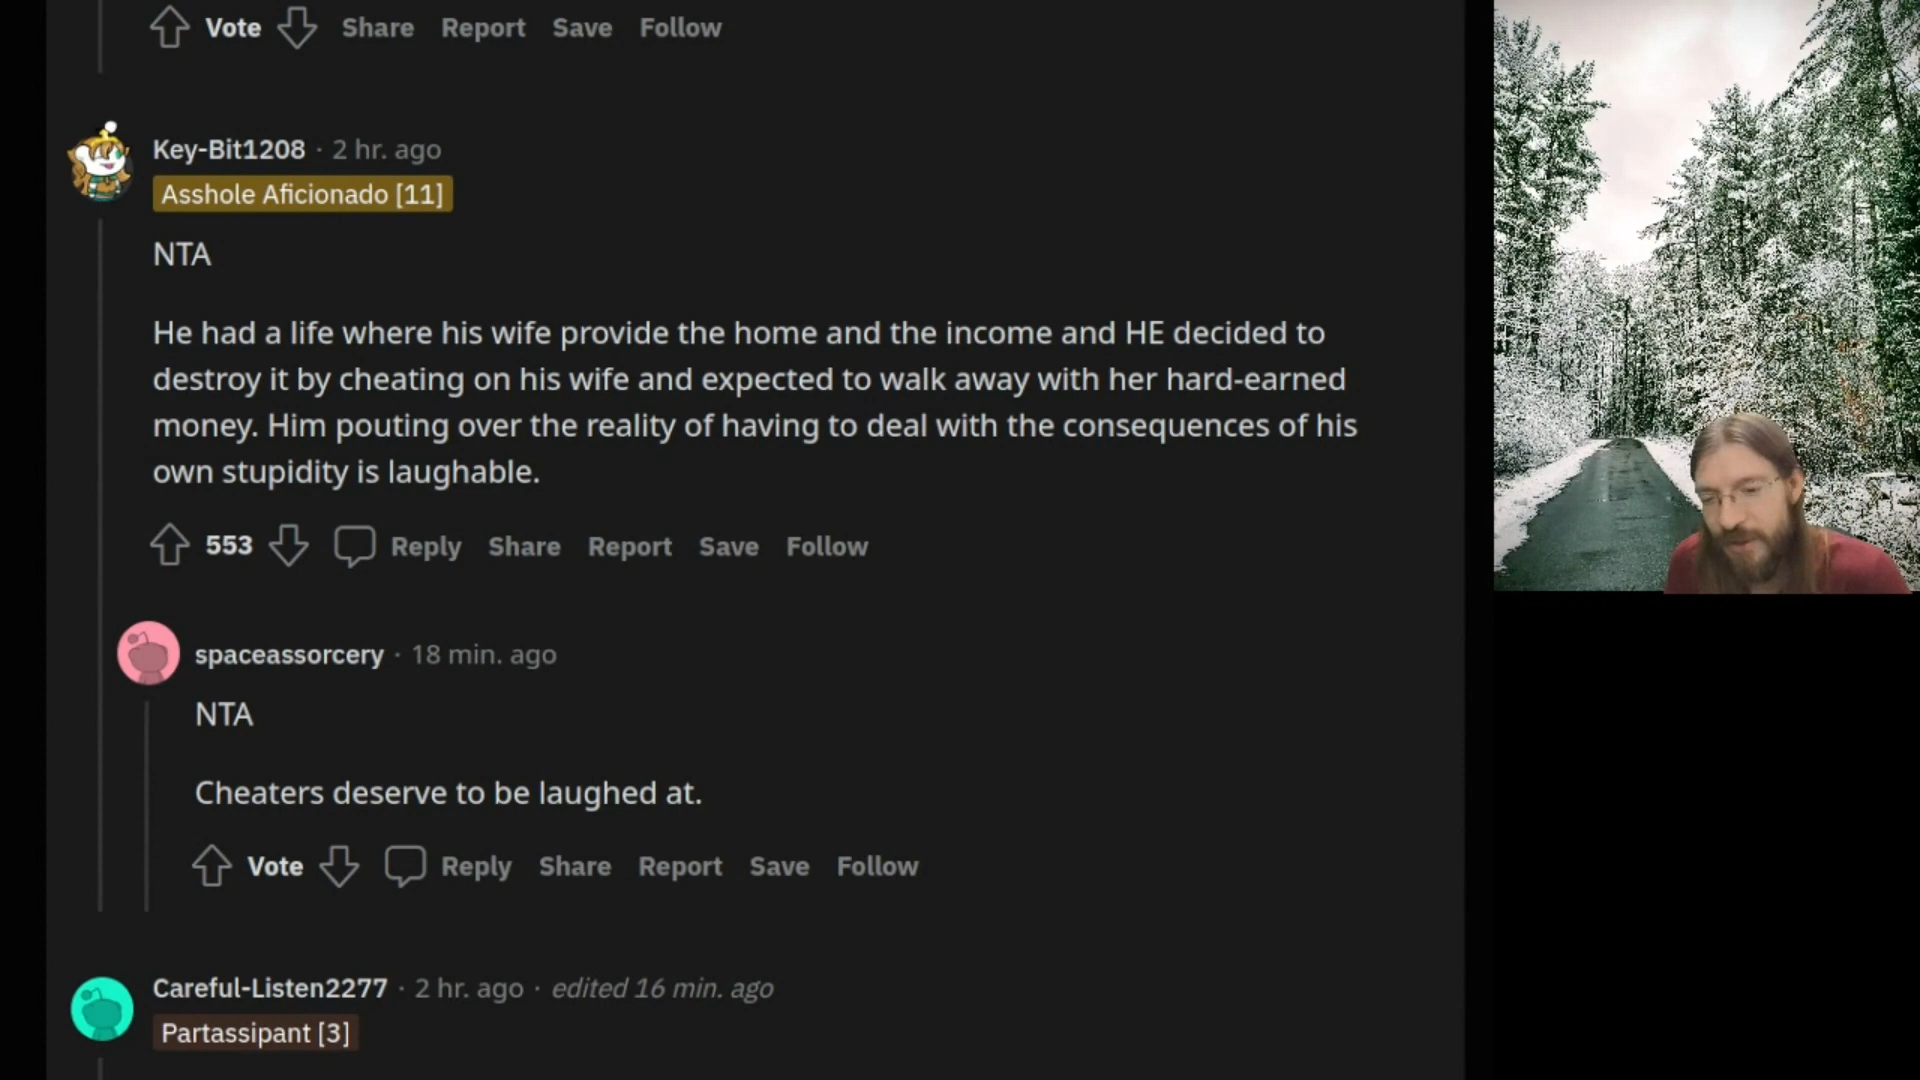 Vote Share Report Save Follow
Key-Bit1208 · 2 hr. ago
Asshole Aficionado [11]
NTA
He had a life where his wife provide the home and the income and HE decided to
destroy it by cheating on his wife and expected to walk away with her hard-earned
money. Him pouting over the reality of having to deal with the consequences of his
own stupidity is laughable.
553 Reply Share Report Save Follow
spaceassorcery · 18 min. ago
NTA
Cheaters deserve to be laughed at.
Vote Reply Share Report Save Follow
Careful-Listen2277 · 2 hr. ago · edited 16 min. ago
Partassipant [3]